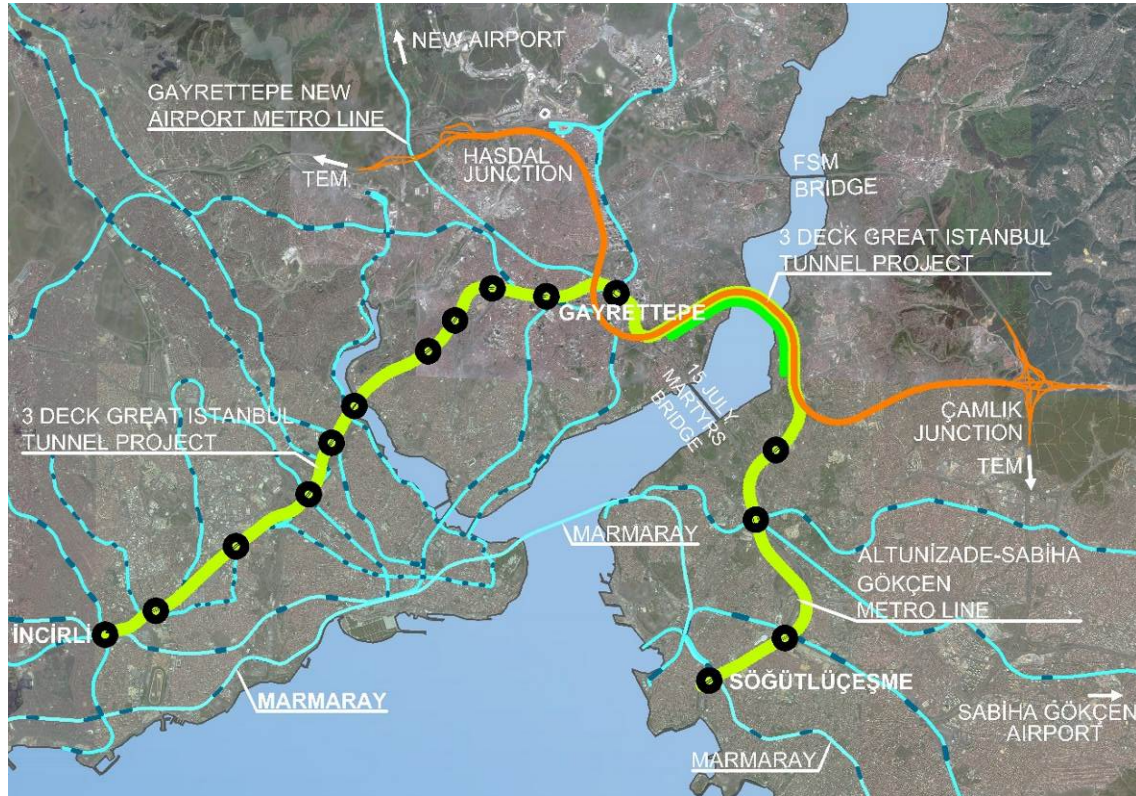 NEW AIRPORT
GAYRETTEPE NEW
AIRPORT METRO LINE
HASDAL
JUNCTION
TEM
FSM
BRIDGE
3 DECK GREAT ISTANBUL
TUNNEL PROJECT
GAYRETTEPE
15 JULY
MARTYRS
BRIDGE
3 DECK GREAT ISTANBUL
TUNNEL PROJECT
ÇAMLIK
JUNCTION
TEM
MARMARAY
ALTUNİZADE-SABİHA
GÖKÇEN
METRO LINE
İNCİRLİ
MARMARAY
SÖĞÜTLÜÇEŞME
SABİHA GÖKÇEN
AIRPORT
MARMARAY